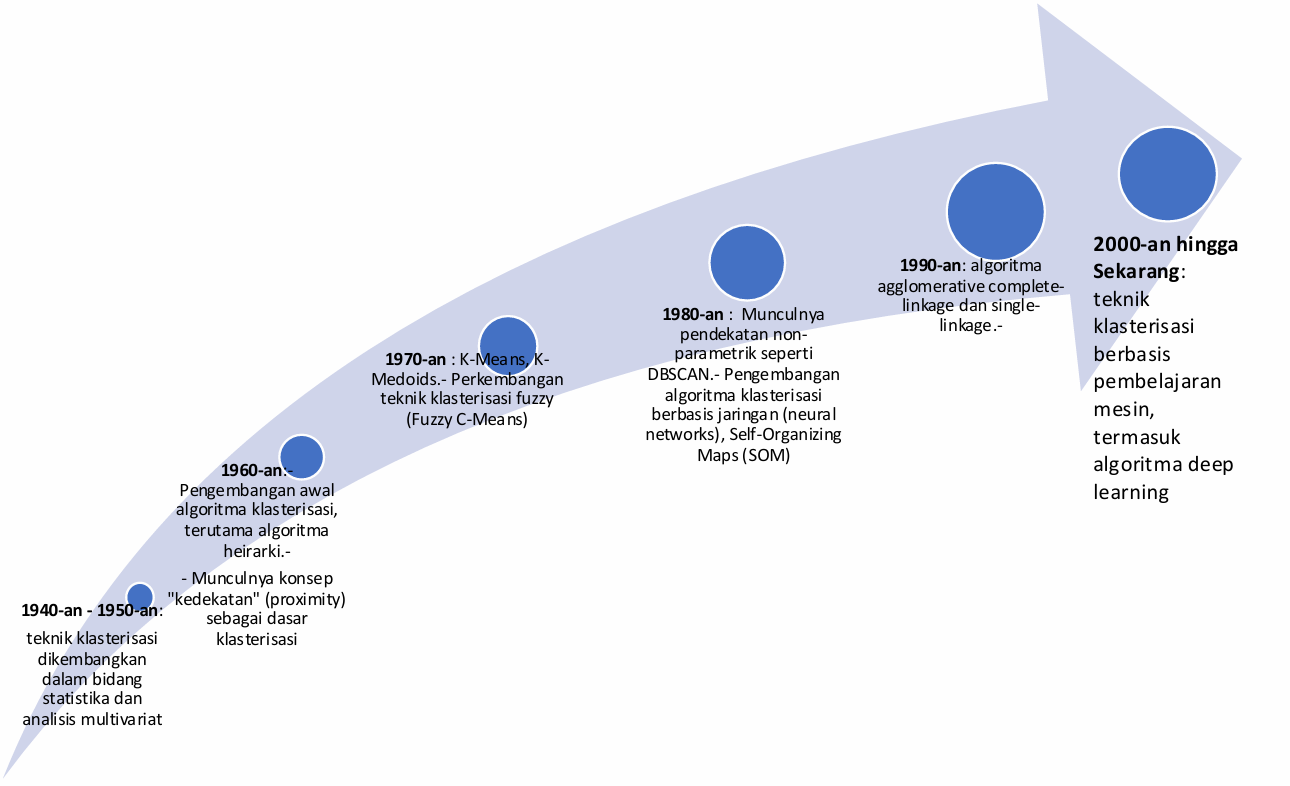 1940-an - 1950-an:
teknik klasterisasi
dikembangkan
dalam bidang
statistika dan
analisis multivariat
1960-an:-
Pengembangan awal
algoritma klasterisasi,
terutama algoritma
heirarki.-
- Munculnya konsep
"kedekatan" (proximity)
sebagai dasar
klasterisasi
1970-an : K-Means, K-
Medoids.- Perkembangan
teknik klasterisasi fuzzy
(Fuzzy C-Means)
1980-an :  Munculnya
pendekatan non-
parametrik seperti
DBSCAN.- Pengembangan
algoritma klasterisasi
berbasis jaringan (neural
networks), Self-Organizing
Maps (SOM)
1990-an: algoritma
agglomerative complete-
linkage dan single-
linkage.-
2000-an hingga
Sekarang:
teknik
klasterisasi
berbasis
pembelajaran
mesin,
termasuk
algoritma deep
learning